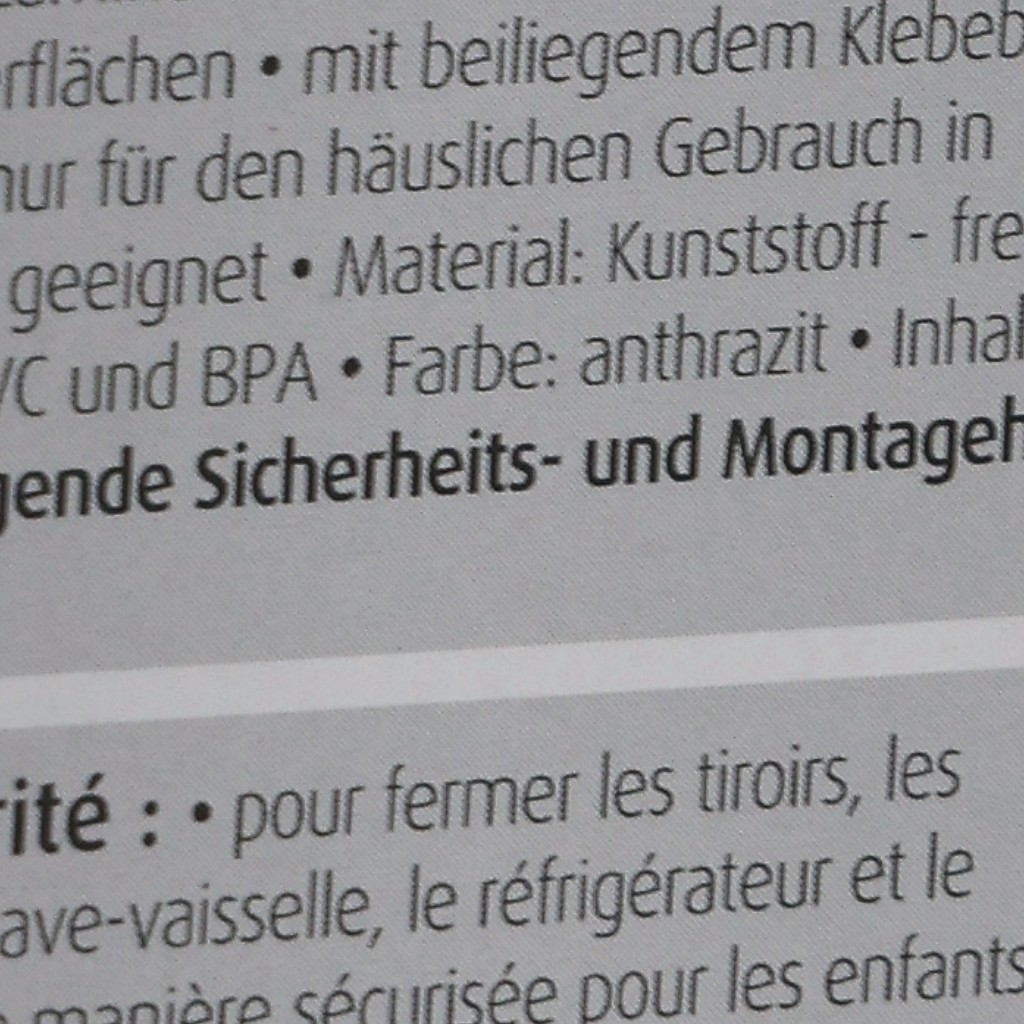 rflächen • mit beiliegendem Klebeb
nur für den häuslichen Gebrauch in
geeignet • Material: Kunststoff - fre
VC und BPA • Farbe: anthrazit • Inhal
gende Sicherheits- und Montageh
rité : • pour fermer les tiroirs, les
ave-vaisselle, le réfrigérateur et le
manière sécurisée pour les enfants